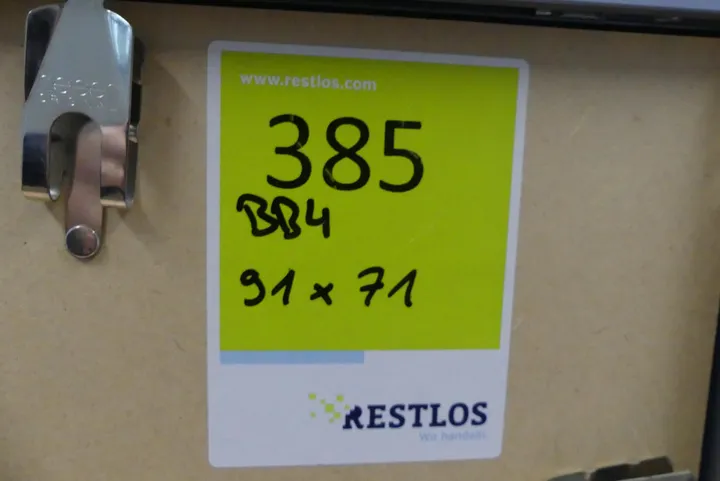 www.restlos.com
385
BB4
91 x 71
RESTLOS
Wir handeln